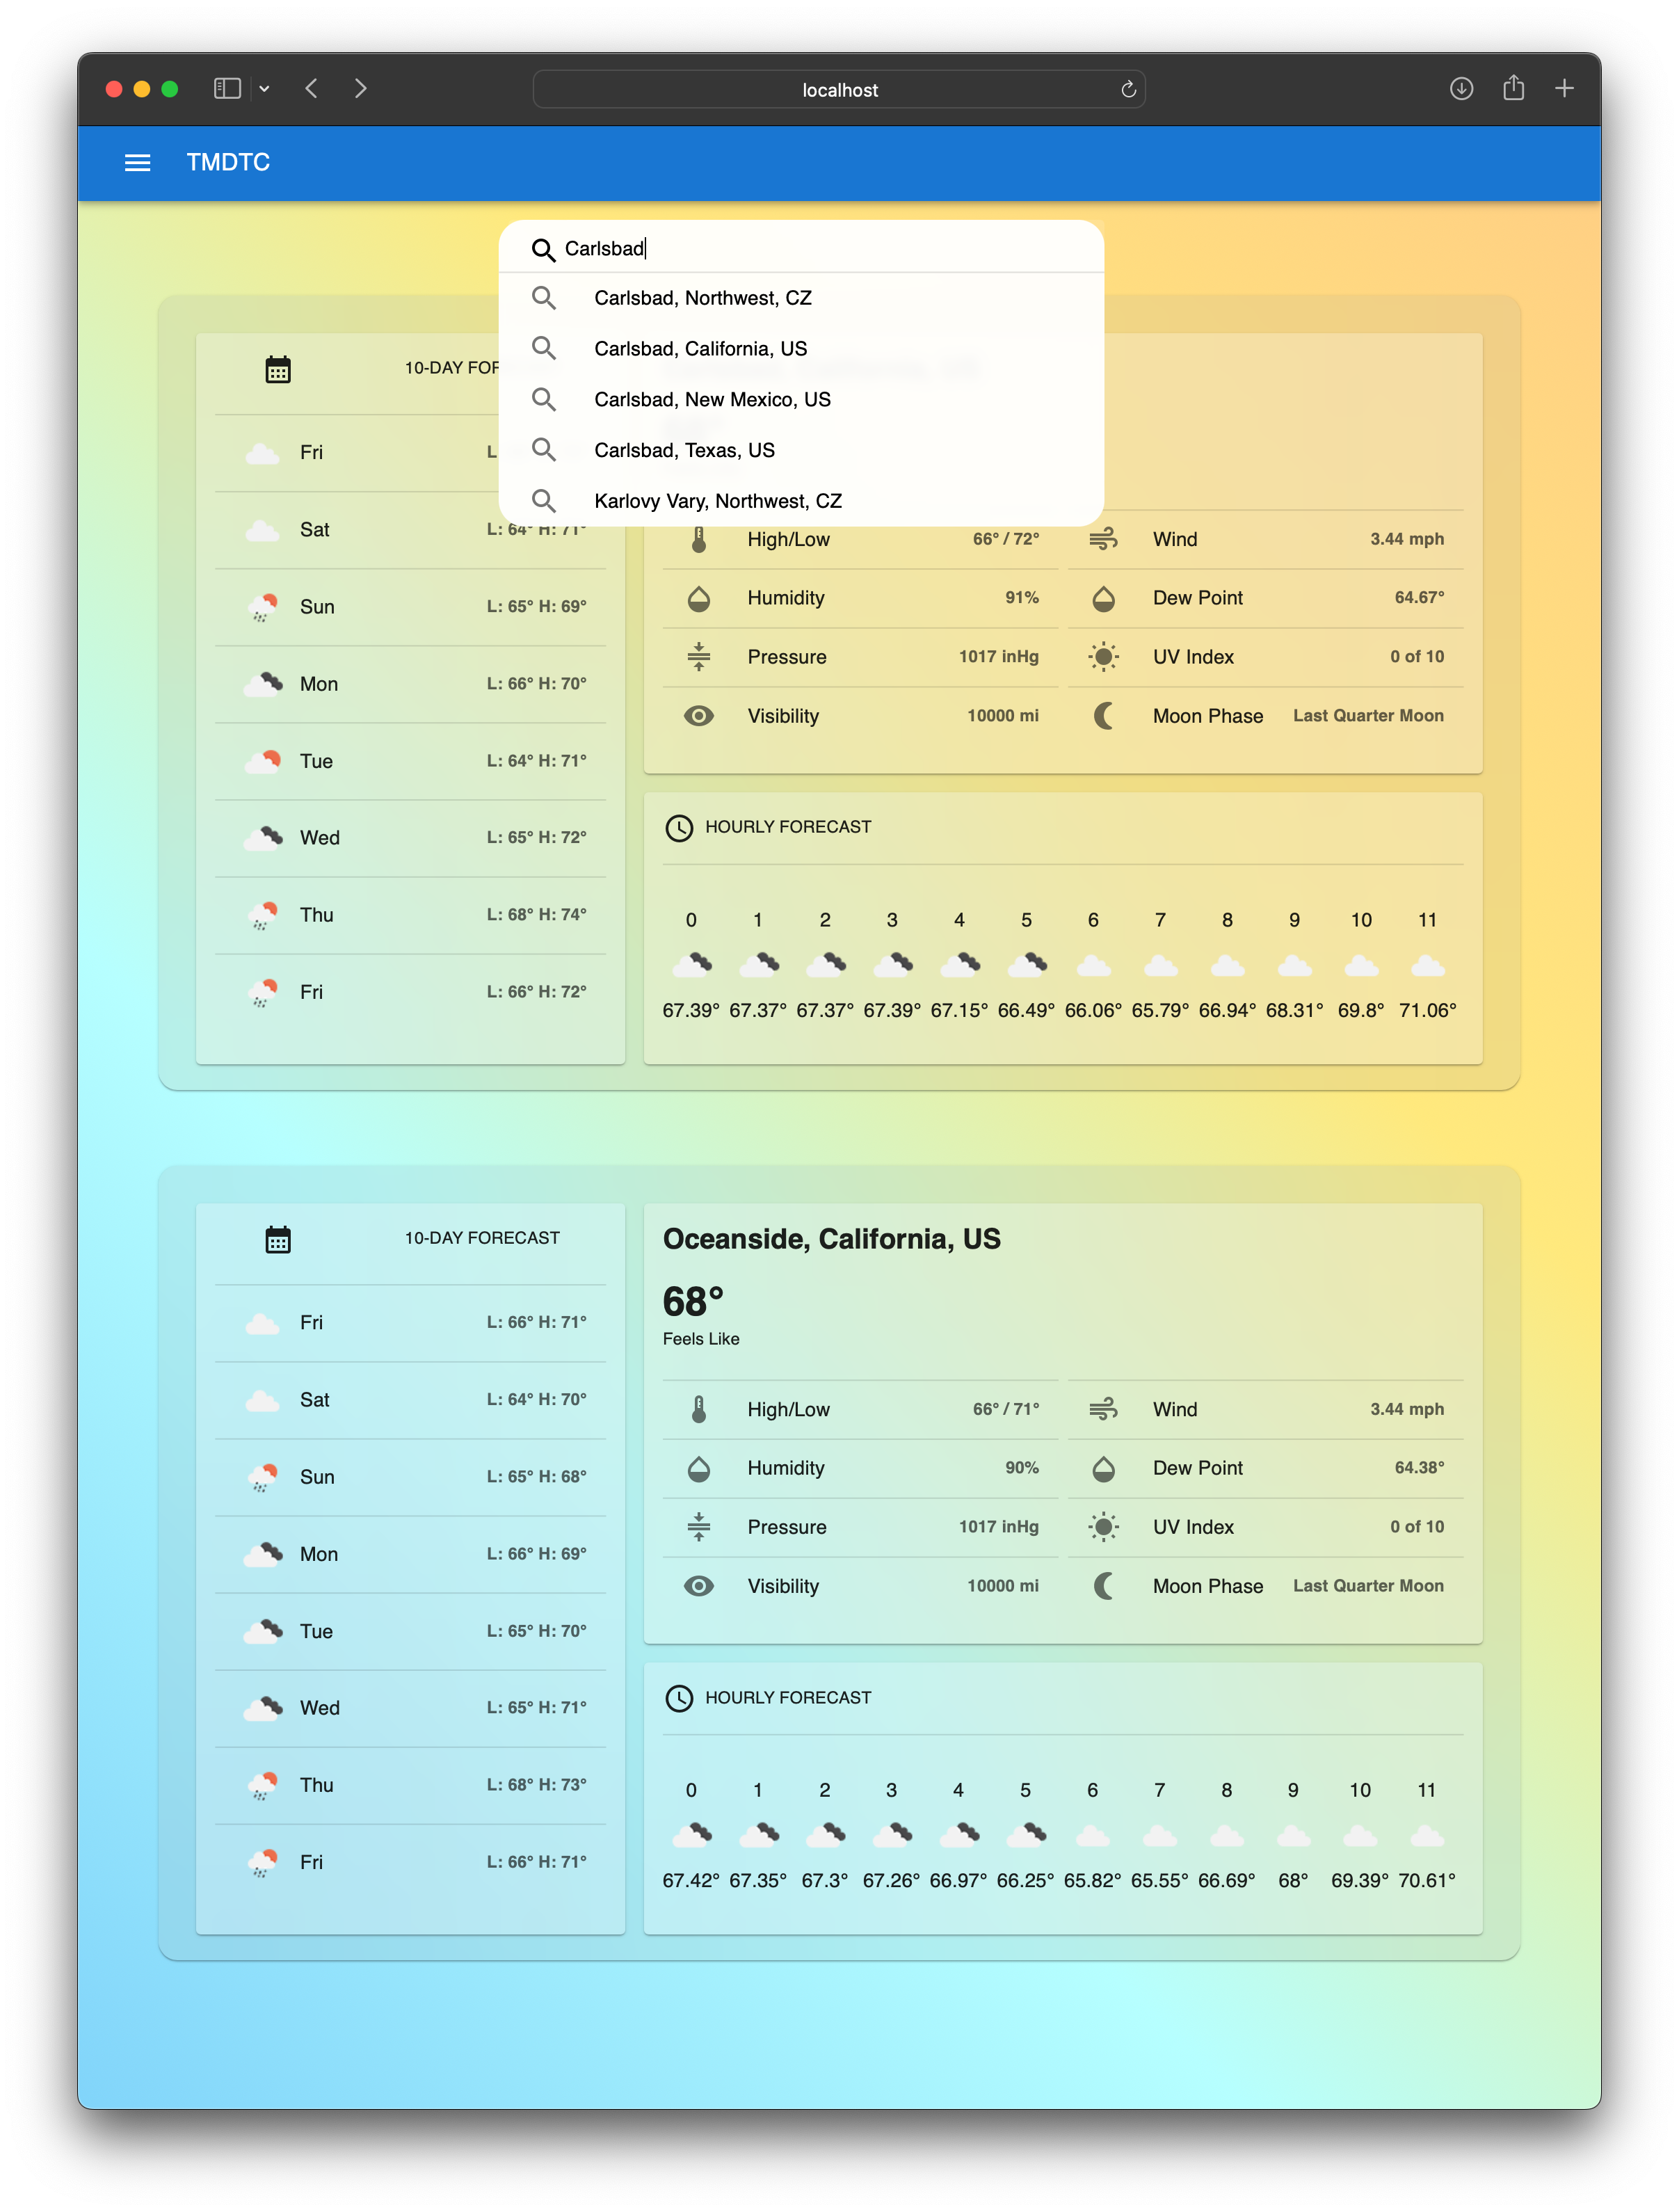 localhost
TMDTC
Carlsbad
Carlsbad, Northwest, CZ
Carlsbad, California, US
Carlsbad, New Mexico, US
Carlsbad, Texas, US
Karlovy Vary, Northwest, CZ
10-DAY
Fri L
Sat L: 64° H: 71°
Sun L: 65° H: 69°
Mon L: 66° H: 70°
Tue L: 64° H: 71°
Wed L: 65° H: 72°
Thu L: 68° H: 74°
Fri L: 66° H: 72°
High/Low 66° / 72° Wind 3.44 mph
Humidity 91% Dew Point 64.67°
Pressure 1017 inHg UV Index 0 of 10
Visibility 10000 mi Moon Phase Last Quarter Moon
HOURLY FORECAST
0 1 2 3 4 5 6 7 8 9 10 11
67.39° 67.37° 67.37° 67.39° 67.15° 66.49° 66.06° 65.79° 66.94° 68.31° 69.8° 71.06°
10-DAY FORECAST
Fri L: 66° H: 71°
Sat L: 64° H: 70°
Sun L: 65° H: 68°
Mon L: 66° H: 69°
Tue L: 65° H: 70°
Wed L: 65° H: 71°
Thu L: 68° H: 73°
Fri L: 66° H: 71°
Oceanside, California, US
68°
Feels Like
High/Low 66° / 71° Wind 3.44 mph
Humidity 90% Dew Point 64.38°
Pressure 1017 inHg UV Index 0 of 10
Visibility 10000 mi Moon Phase Last Quarter Moon
HOURLY FORECAST
0 1 2 3 4 5 6 7 8 9 10 11
67.42° 67.35° 67.3° 67.26° 66.97° 66.25° 65.82° 65.55° 66.69° 68° 69.39° 70.61°